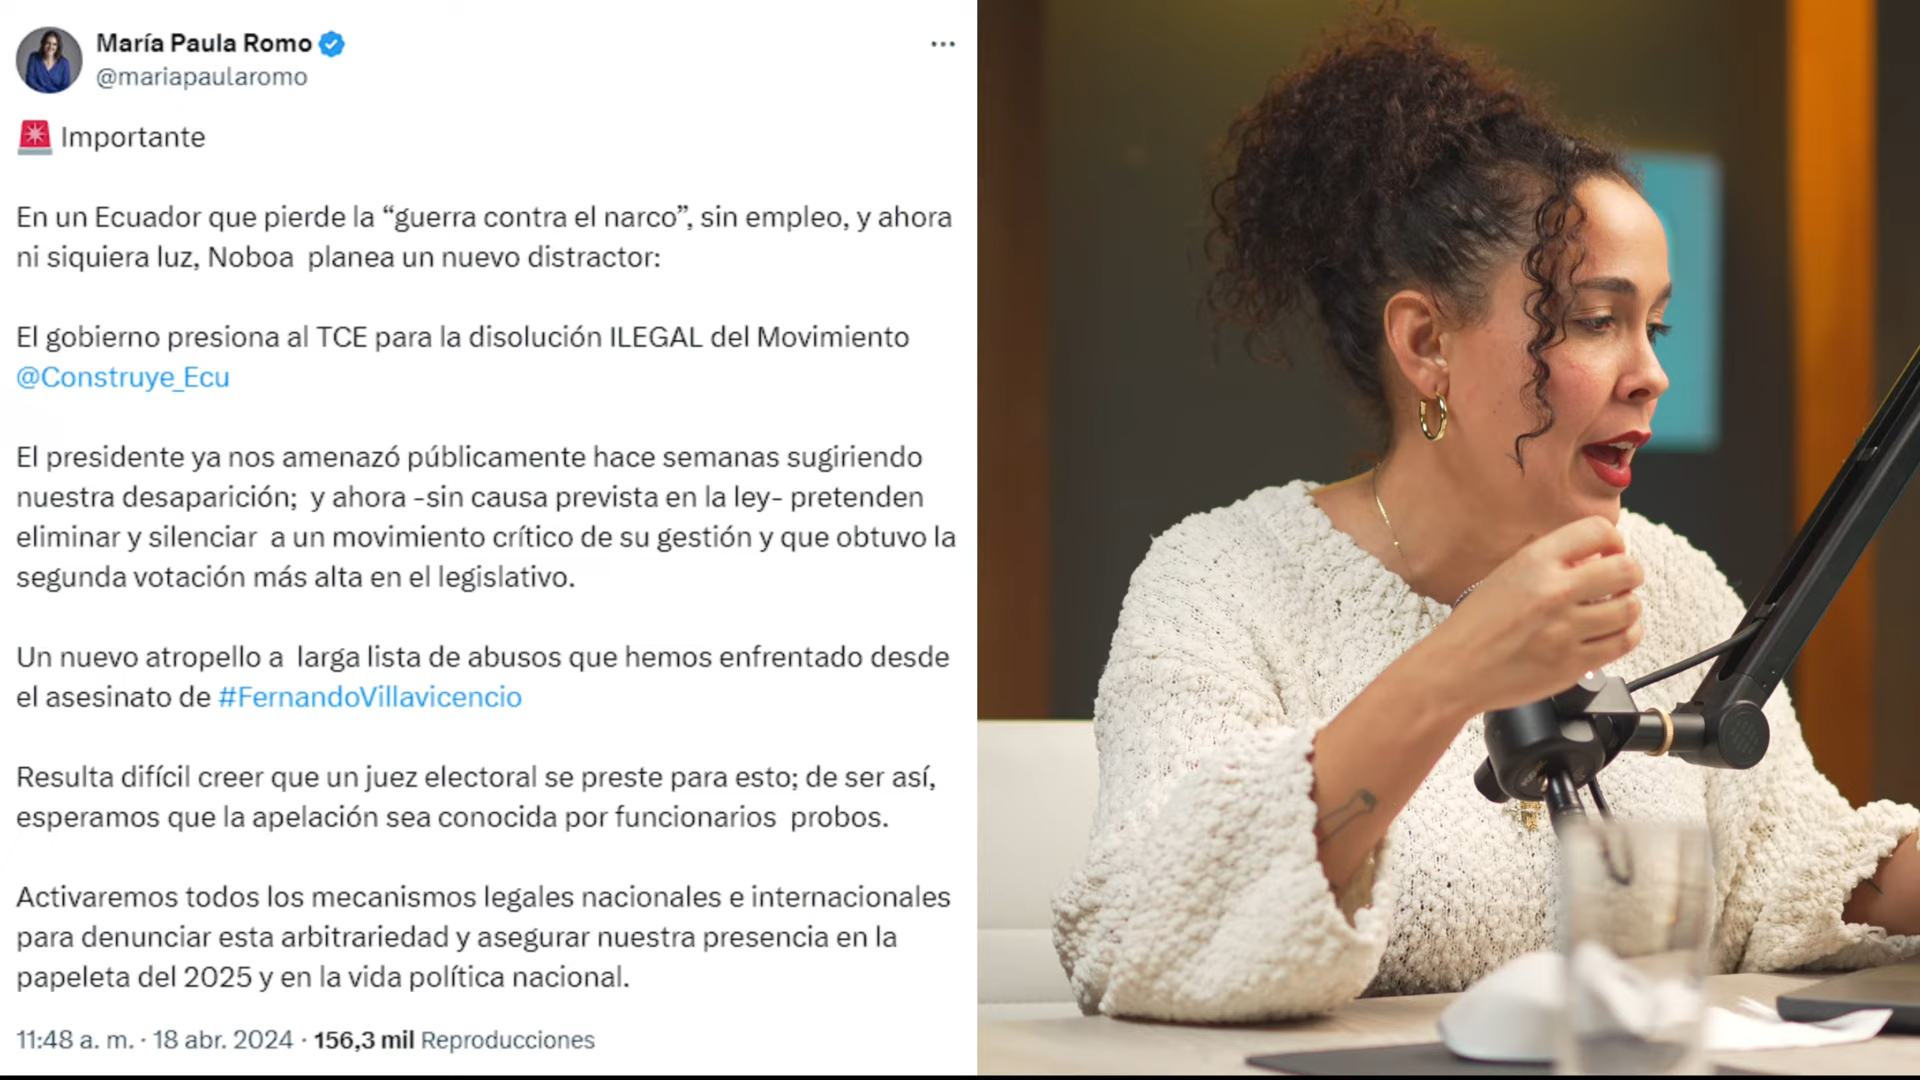 María Paula Romo
@mariapaularomo
🚨 Importante
En un Ecuador que pierde la “guerra contra el narco”, sin empleo, y ahora
ni siquiera luz, Noboa  planea un nuevo distractor:
El gobierno presiona al TCE para la disolución ILEGAL del Movimiento
@Construye_Ecu
El presidente ya nos amenazó públicamente hace semanas sugiriendo
nuestra desaparición;  y ahora -sin causa prevista en la ley- pretenden
eliminar y silenciar  a un movimiento crítico de su gestión y que obtuvo la
segunda votación más alta en el legislativo.
Un nuevo atropello a  larga lista de abusos que hemos enfrentado desde
el asesinato de #FernandoVillavicencio
Resulta difícil creer que un juez electoral se preste para esto; de ser así,
esperamos que la apelación sea conocida por funcionarios  probos.
Activaremos todos los mecanismos legales nacionales e internacionales
para denunciar esta arbitrariedad y asegurar nuestra presencia en la
papeleta del 2025 y en la vida política nacional.
11:48 a. m. · 18 abr. 2024 · 156,3 mil Reproducciones